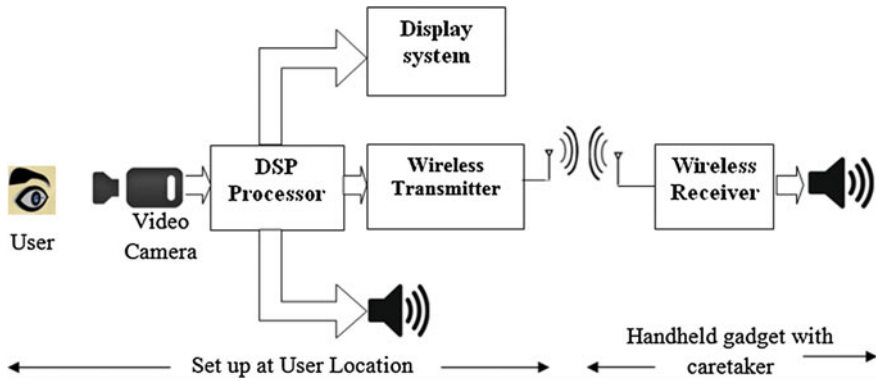 Display
system
DSP
Processor
Wireless
Transmitter
Wireless
Receiver
User
Video
Camera
Set up at User Location
Handheld gadget with
caretaker